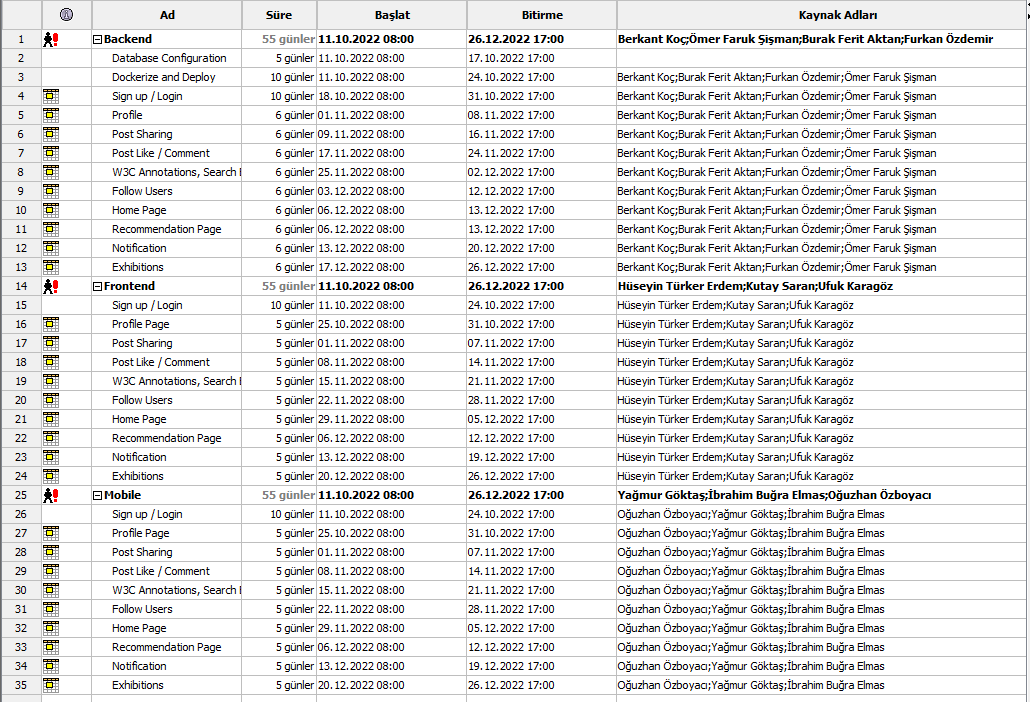 Ad Süre Başlat Bitirme Kaynak Adları
1 Backend 55 günler 11.10.2022 08:00 26.12.2022 17:00 Berkant Koç;Ömer Faruk Şişman;Burak Ferit Aktan;Furkan Özdemir
2 Database Configuration 5 günler 11.10.2022 08:00 17.10.2022 17:00
3 Dockerize and Deploy 10 günler 11.10.2022 08:00 24.10.2022 17:00 Berkant Koç;Burak Ferit Aktan;Furkan Özdemir;Ömer Faruk Şişman
4 Sign up / Login 10 günler 18.10.2022 08:00 31.10.2022 17:00 Berkant Koç;Burak Ferit Aktan;Furkan Özdemir;Ömer Faruk Şişman
5 Profile 6 günler 01.11.2022 08:00 08.11.2022 17:00 Berkant Koç;Burak Ferit Aktan;Furkan Özdemir;Ömer Faruk Şişman
6 Post Sharing 6 günler 09.11.2022 08:00 16.11.2022 17:00 Berkant Koç;Burak Ferit Aktan;Furkan Özdemir;Ömer Faruk Şişman
7 Post Like / Comment 6 günler 17.11.2022 08:00 24.11.2022 17:00 Berkant Koç;Burak Ferit Aktan;Furkan Özdemir;Ömer Faruk Şişman
8 W3C Annotations, Search 6 günler 25.11.2022 08:00 02.12.2022 17:00 Berkant Koç;Burak Ferit Aktan;Furkan Özdemir;Ömer Faruk Şişman
9 Follow Users 6 günler 03.12.2022 08:00 12.12.2022 17:00 Berkant Koç;Burak Ferit Aktan;Furkan Özdemir;Ömer Faruk Şişman
10 Home Page 6 günler 06.12.2022 08:00 13.12.2022 17:00 Berkant Koç;Burak Ferit Aktan;Furkan Özdemir;Ömer Faruk Şişman
11 Recommendation Page 6 günler 06.12.2022 08:00 13.12.2022 17:00 Berkant Koç;Burak Ferit Aktan;Furkan Özdemir;Ömer Faruk Şişman
12 Notification 6 günler 13.12.2022 08:00 20.12.2022 17:00 Berkant Koç;Burak Ferit Aktan;Furkan Özdemir;Ömer Faruk Şişman
13 Exhibitions 6 günler 17.12.2022 08:00 26.12.2022 17:00 Berkant Koç;Burak Ferit Aktan;Furkan Özdemir;Ömer Faruk Şişman
14 Frontend 55 günler 11.10.2022 08:00 26.12.2022 17:00 Hüseyin Türker Erdem;Kutay Saran;Ufuk Karagöz
15 Sign up / Login 10 günler 11.10.2022 08:00 24.10.2022 17:00 Hüseyin Türker Erdem;Kutay Saran;Ufuk Karagöz
16 Profile Page 5 günler 25.10.2022 08:00 31.10.2022 17:00 Hüseyin Türker Erdem;Kutay Saran;Ufuk Karagöz
17 Post Sharing 5 günler 01.11.2022 08:00 07.11.2022 17:00 Hüseyin Türker Erdem;Kutay Saran;Ufuk Karagöz
18 Post Like / Comment 5 günler 08.11.2022 08:00 14.11.2022 17:00 Hüseyin Türker Erdem;Kutay Saran;Ufuk Karagöz
19 W3C Annotations, Search 5 günler 15.11.2022 08:00 21.11.2022 17:00 Hüseyin Türker Erdem;Kutay Saran;Ufuk Karagöz
20 Follow Users 5 günler 22.11.2022 08:00 28.11.2022 17:00 Hüseyin Türker Erdem;Kutay Saran;Ufuk Karagöz
21 Home Page 5 günler 29.11.2022 08:00 05.12.2022 17:00 Hüseyin Türker Erdem;Kutay Saran;Ufuk Karagöz
22 Recommendation Page 5 günler 06.12.2022 08:00 12.12.2022 17:00 Hüseyin Türker Erdem;Kutay Saran;Ufuk Karagöz
23 Notification 5 günler 13.12.2022 08:00 19.12.2022 17:00 Hüseyin Türker Erdem;Kutay Saran;Ufuk Karagöz
24 Exhibitions 5 günler 20.12.2022 08:00 26.12.2022 17:00 Hüseyin Türker Erdem;Kutay Saran;Ufuk Karagöz
25 Mobile 55 günler 11.10.2022 08:00 26.12.2022 17:00 Yağmur Göktaş;İbrahim Buğra Elmas;Oğuzhan Özboyacı
26 Sign up / Login 10 günler 11.10.2022 08:00 24.10.2022 17:00 Oğuzhan Özboyacı;Yağmur Göktaş;İbrahim Buğra Elmas
27 Profile Page 5 günler 25.10.2022 08:00 31.10.2022 17:00 Oğuzhan Özboyacı;Yağmur Göktaş;İbrahim Buğra Elmas
28 Post Sharing 5 günler 01.11.2022 08:00 07.11.2022 17:00 Oğuzhan Özboyacı;Yağmur Göktaş;İbrahim Buğra Elmas
29 Post Like / Comment 5 günler 08.11.2022 08:00 14.11.2022 17:00 Oğuzhan Özboyacı;Yağmur Göktaş;İbrahim Buğra Elmas
30 W3C Annotations, Search 5 günler 15.11.2022 08:00 21.11.2022 17:00 Oğuzhan Özboyacı;Yağmur Göktaş;İbrahim Buğra Elmas
31 Follow Users 5 günler 22.11.2022 08:00 28.11.2022 17:00 Oğuzhan Özboyacı;Yağmur Göktaş;İbrahim Buğra Elmas
32 Home Page 5 günler 29.11.2022 08:00 05.12.2022 17:00 Oğuzhan Özboyacı;Yağmur Göktaş;İbrahim Buğra Elmas
33 Recommendation Page 5 günler 06.12.2022 08:00 12.12.2022 17:00 Oğuzhan Özboyacı;Yağmur Göktaş;İbrahim Buğra Elmas
34 Notification 5 günler 13.12.2022 08:00 19.12.2022 17:00 Oğuzhan Özboyacı;Yağmur Göktaş;İbrahim Buğra Elmas
35 Exhibitions 5 günler 20.12.2022 08:00 26.12.2022 17:00 Oğuzhan Özboyacı;Yağmur Göktaş;İbrahim Buğra Elmas